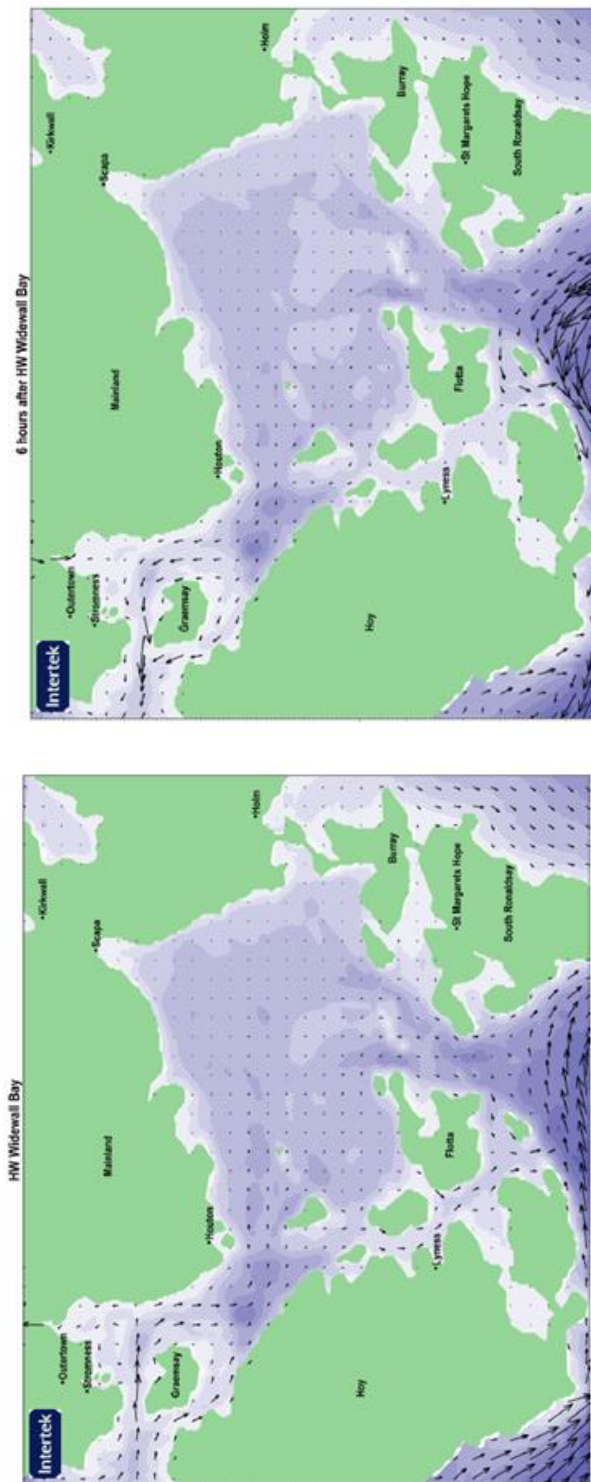 HW Widewall Bay
Intertek
Outertown
Stromness
Graemsay
Hoy
Mainland
Houton
Lyness
Flotta
Kirkwall
Scapa
Holm
Burray
St Margarets Hope
South Ronaldsay
6 hours after HW Widewall Bay
Intertek
Outertown
Stromness
Graemsay
Hoy
Mainland
Houton
Lyness
Flotta
Kirkwall
Scapa
Holm
Burray
St Margarets Hope
South Ronaldsay